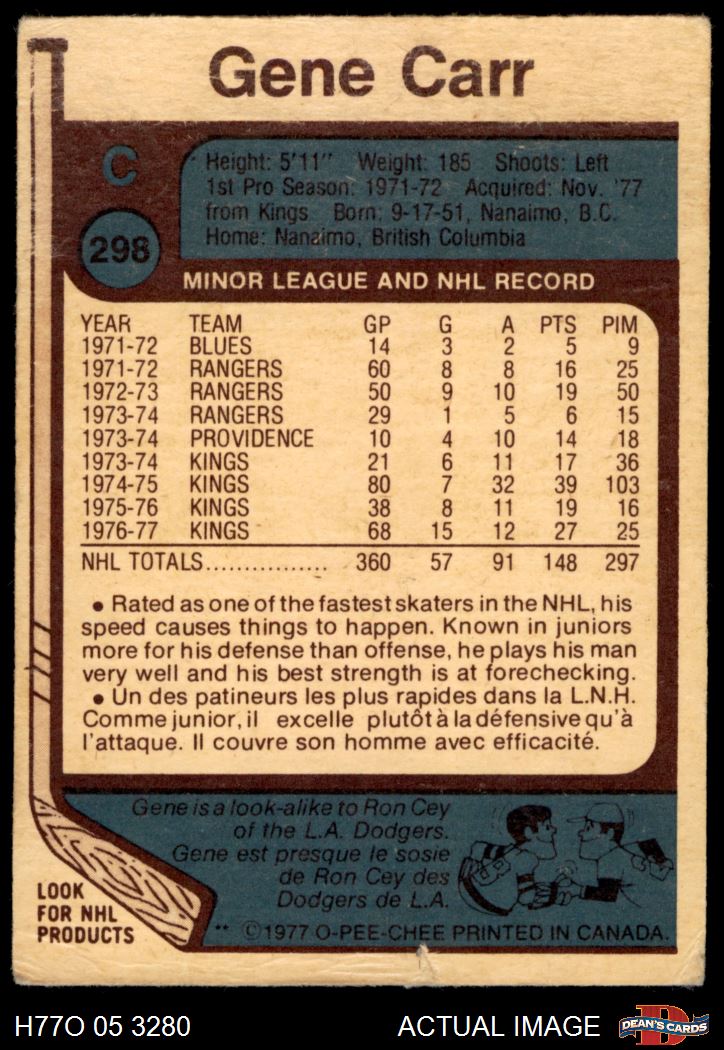 Gene Carr
C
298
Height: 5'11" Weight: 185 Shoots: Left
1st Pro Season: 1971-72 Acquired: Nov. '77
from Kings Born: 9-17-51, Nanaimo, B.C.
Home: Nanaimo, British Columbia
MINOR LEAGUE AND NHL RECORD
YEAR TEAM GP G A PTS PIM
1971-72 BLUES 14 3 2 5 9
1971-72 RANGERS 60 8 8 16 25
1972-73 RANGERS 50 9 10 19 50
1973-74 RANGERS 29 1 5 6 15
1973-74 PROVIDENCE 10 4 10 14 18
1973-74 KINGS 21 6 11 17 36
1974-75 KINGS 80 7 32 39 103
1975-76 KINGS 38 8 11 19 16
1976-77 KINGS 68 15 12 27 25
NHL TOTALS................ 360 57 91 148 297
• Rated as one of the fastest skaters in the NHL, his
speed causes things to happen. Known in juniors
more for his defense than offense, he plays his man
very well and his best strength is at forechecking.
• Un des patineurs les plus rapides dans la L.N.H.
Comme junior, il excelle plutôt à la défensive qu'à
l'attaque. Il couvre son homme avec efficacité.
Gene is a look-alike to Ron Cey
of the L.A. Dodgers.
Gene est presque le sosie
de Ron Cey des
Dodgers de L.A.
LOOK
FOR NHL
PRODUCTS
** ©1977 O-PEE-CHEE PRINTED IN CANADA.
H77O 05 3280 ACTUAL IMAGE
D
DEAN'S CARDS